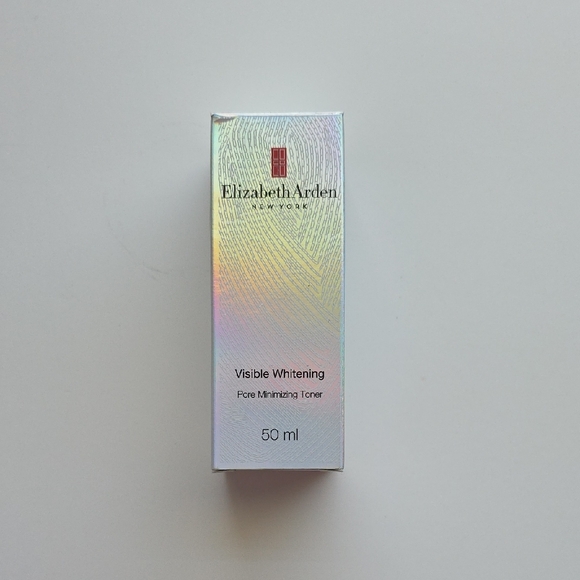 Elizabeth Arden
NEW YORK
Visible Whitening
Pore Minimizing Toner
50 ml